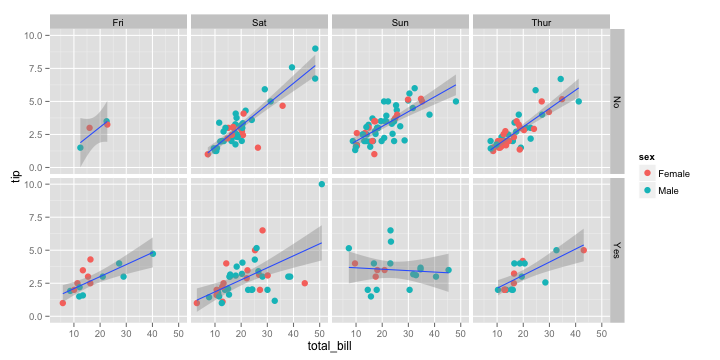 Fri Sat Sun Thur
10.0
7.5
5.0
2.5
0.0
No
10.0
7.5
5.0
2.5
0.0
Yes
tip
10 20 30 40 50 10 20 30 40 50 10 20 30 40 50 10 20 30 40 50
total_bill
sex
Female
Male